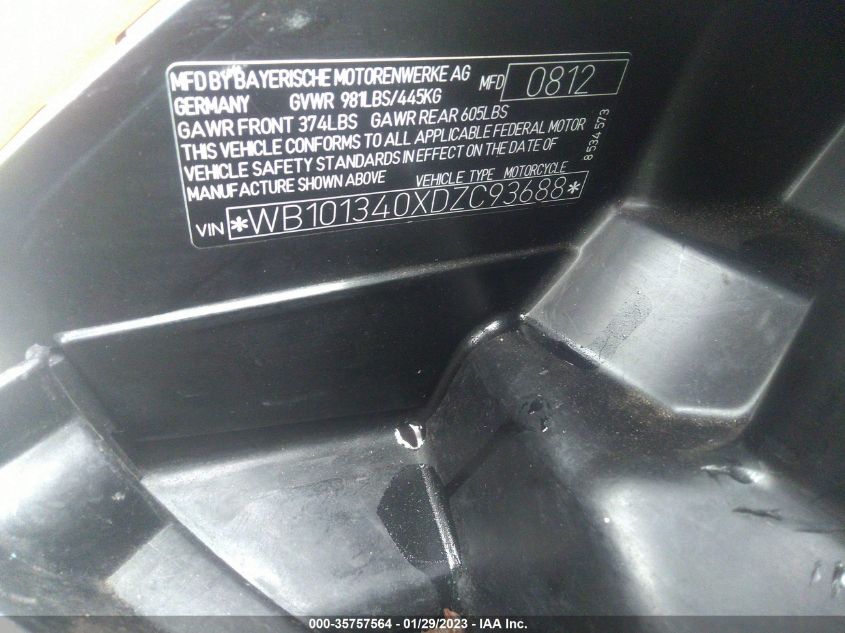 MFD BY BAYERISCHE MOTORENWERKE AG MFD 0812
GERMANY GVWR 981LBS/445KG
GAWR FRONT 374LBS GAWR REAR 605LBS
THIS VEHICLE CONFORMS TO ALL APPLICABLE FEDERAL MOTOR
VEHICLE SAFETY STANDARDS IN EFFECT ON THE DATE OF
MANUFACTURE SHOWN ABOVE VEHICLE TYPE MOTORCYCLE
8 534 573
VIN *WB101340XDZC93688*
000-35757564 - 01/29/2023 - IAA Inc.